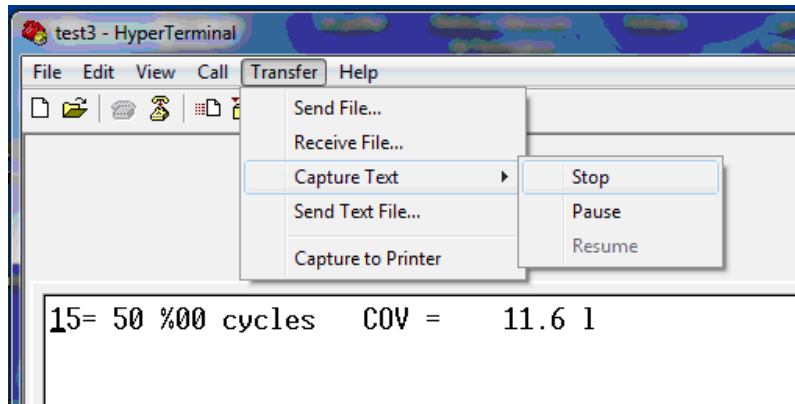 test3 - HyperTerminal
File Edit View Call Transfer Help
Send File...
Receive File...
Capture Text
Stop
Send Text File...
Pause
Resume
Capture to Printer
15= 50 %00 cycles COV = 11.6 l